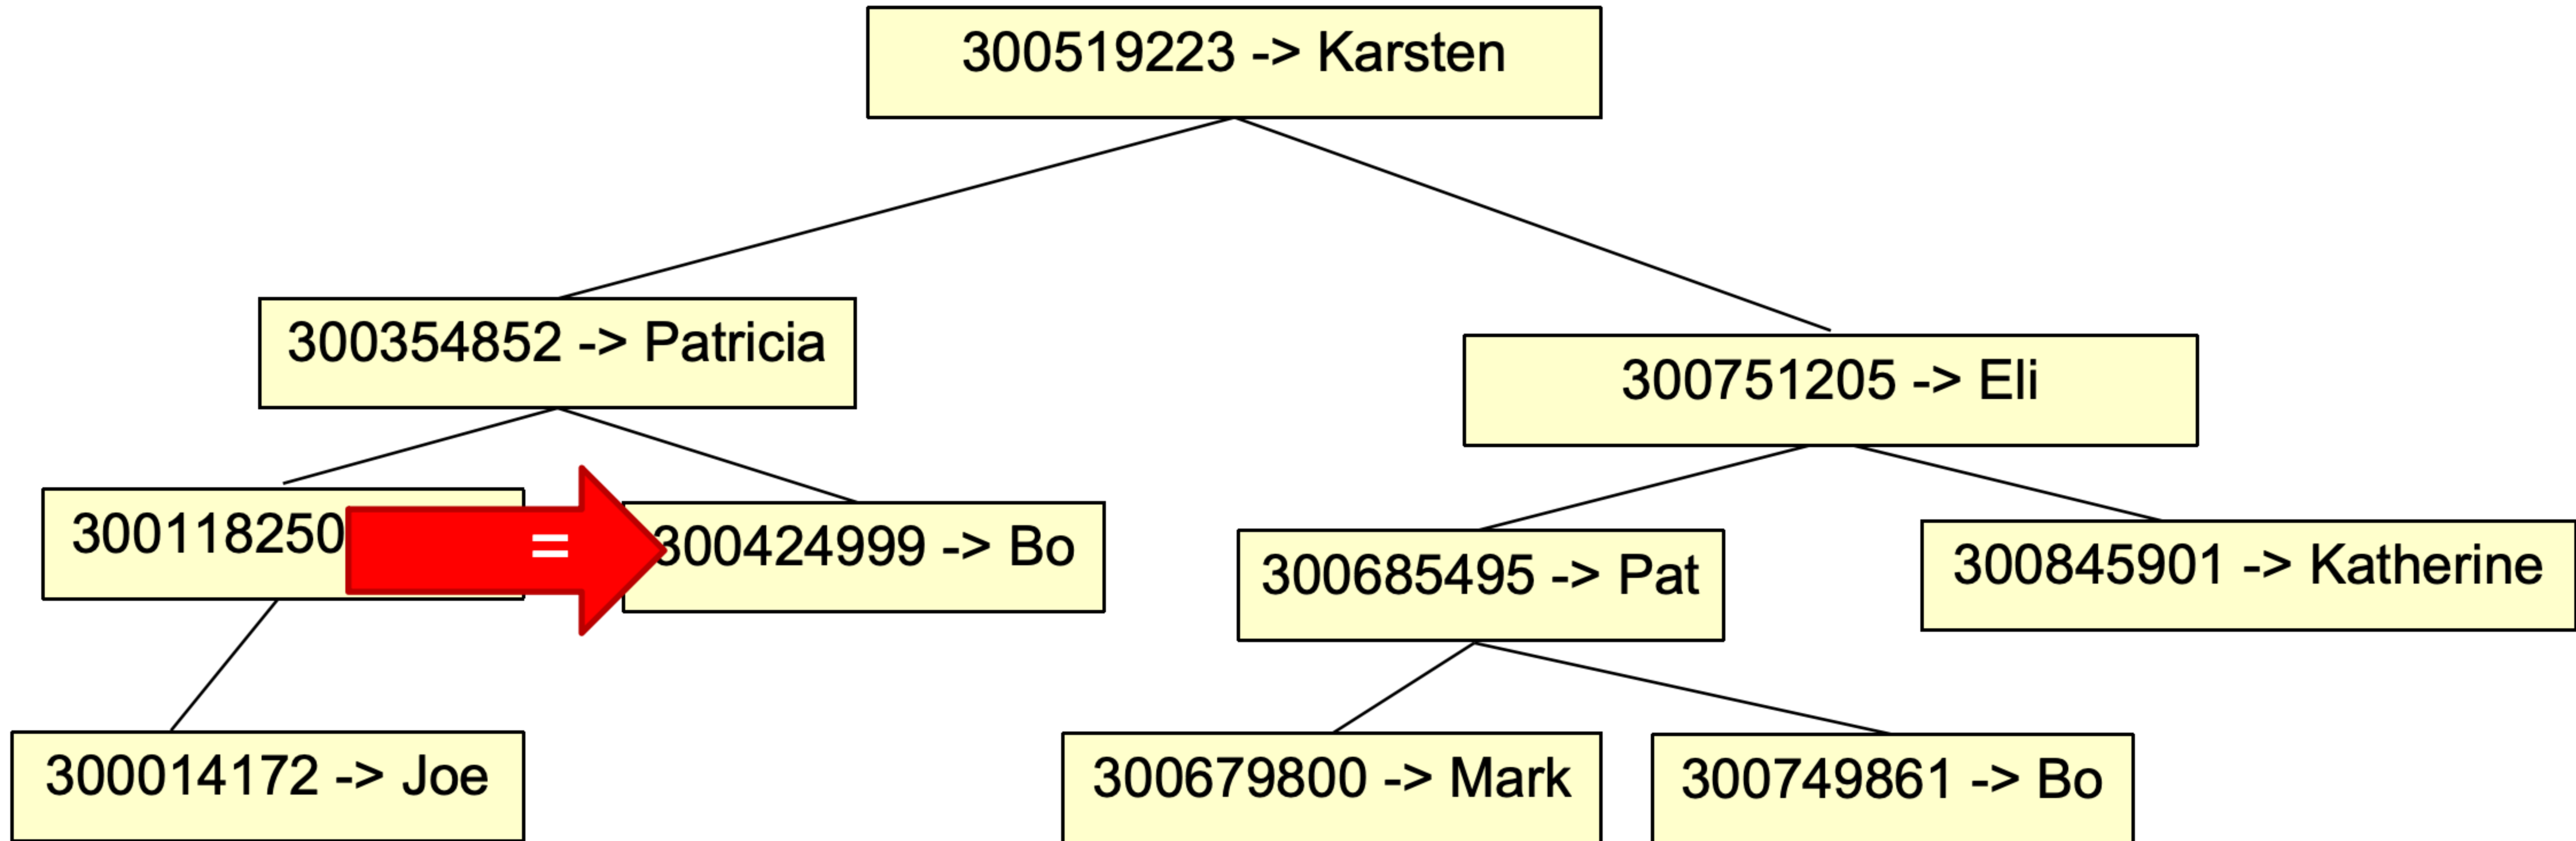 300519223 -> Karsten
300354852 -> Patricia
300751205 -> Eli
300118250
=
300424999 -> Bo
300685495 -> Pat
300845901 -> Katherine
300014172 -> Joe
300679800 -> Mark
300749861 -> Bo